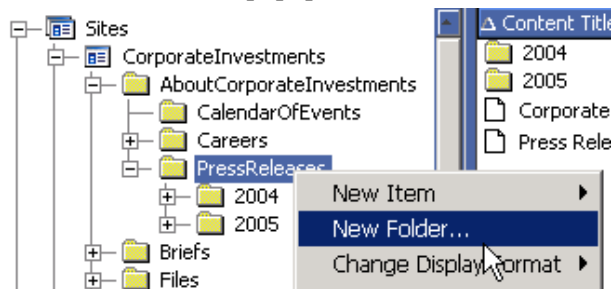 Sites
CorporateInvestments
AboutCorporateInvestments
CalendarOfEvents
Careers
PressReleases
2004
2005
Briefs
Files
Content Title
2004
2005
Corporate
Press Rele
New Item
New Folder...
Change Display Format